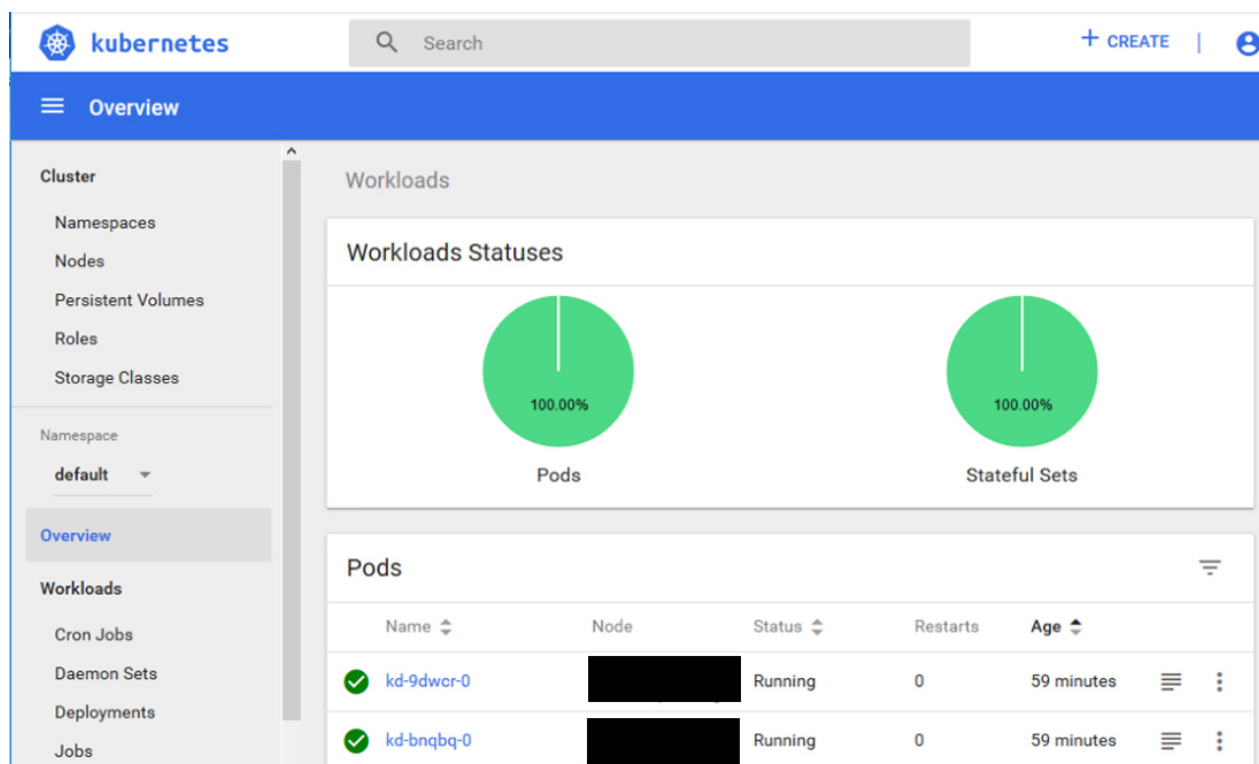 kubernetes
Search
+ CREATE |
Overview
Cluster
Namespaces
Nodes
Persistent Volumes
Roles
Storage Classes
Namespace
default
Overview
Workloads
Cron Jobs
Daemon Sets
Deployments
Jobs
Workloads
Workloads Statuses
100.00% 100.00%
Pods Stateful Sets
Pods
Name Node Status Restarts Age
kd-9dwcr-0 Running 0 59 minutes
kd-bnqbq-0 Running 0 59 minutes